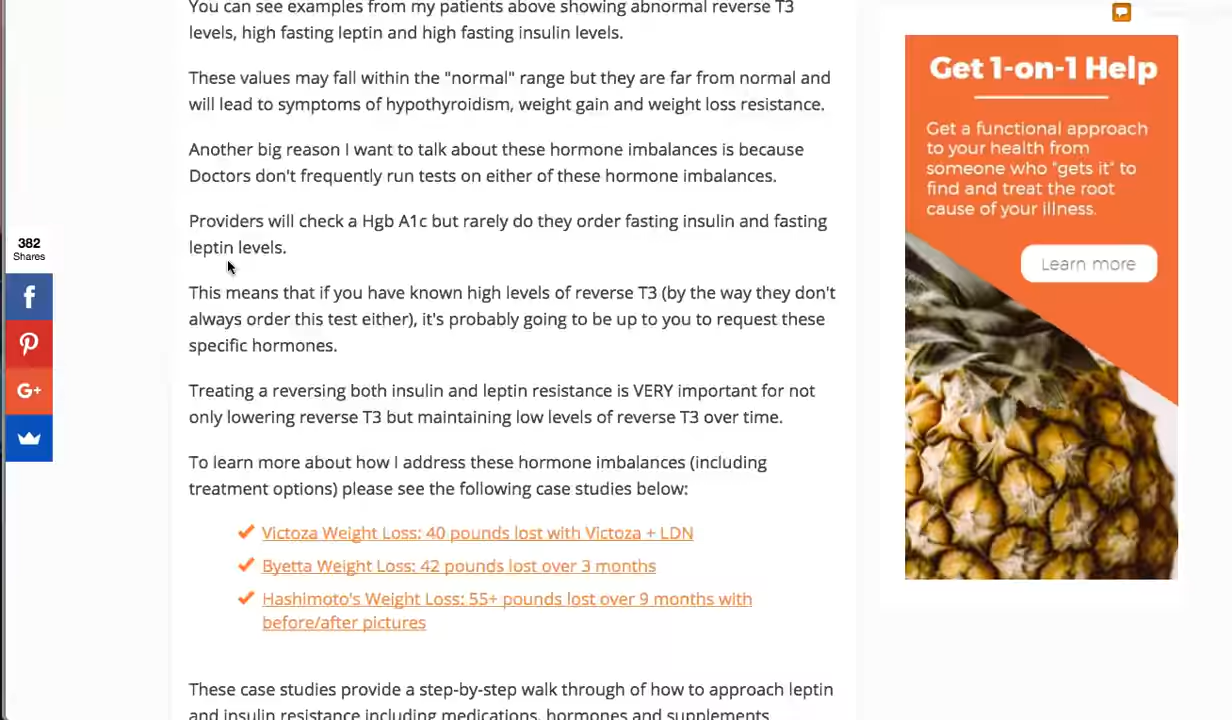 You can see examples from my patients above showing abnormal reverse T3
levels, high fasting leptin and high fasting insulin levels.
These values may fall within the "normal" range but they are far from normal and
will lead to symptoms of hypothyroidism, weight gain and weight loss resistance.
Another big reason I want to talk about these hormone imbalances is because
Doctors don't frequently run tests on either of these hormone imbalances.
Providers will check a Hgb A1c but rarely do they order fasting insulin and fasting
leptin levels.
This means that if you have known high levels of reverse T3 (by the way they don't
always order this test either), it's probably going to be up to you to request these
specific hormones.
Treating a reversing both insulin and leptin resistance is VERY important for not
only lowering reverse T3 but maintaining low levels of reverse T3 over time.
To learn more about how I address these hormone imbalances (including
treatment options) please see the following case studies below:
Victoza Weight Loss: 40 pounds lost with Victoza + LDN
Byetta Weight Loss: 42 pounds lost over 3 months
Hashimoto's Weight Loss: 55+ pounds lost over 9 months with
before/after pictures
These case studies provide a step-by-step walk through of how to approach leptin
and insulin resistance including medications, hormones and supplements
382
Shares
f
G+
Get 1-on-1 Help
Get a functional approach
to your health from
someone who "gets it" to
find and treat the root
cause of your illness.
Learn more